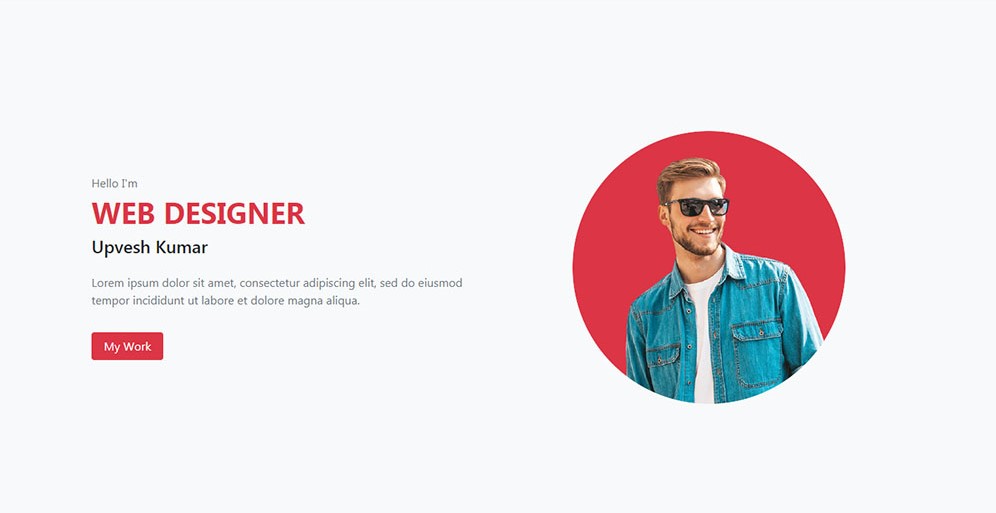 Hello I'm
WEB DESIGNER
Upvesh Kumar
Lorem ipsum dolor sit amet, consectetur adipiscing elit, sed do eiusmod
tempor incididunt ut labore et dolore magna aliqua.
My Work